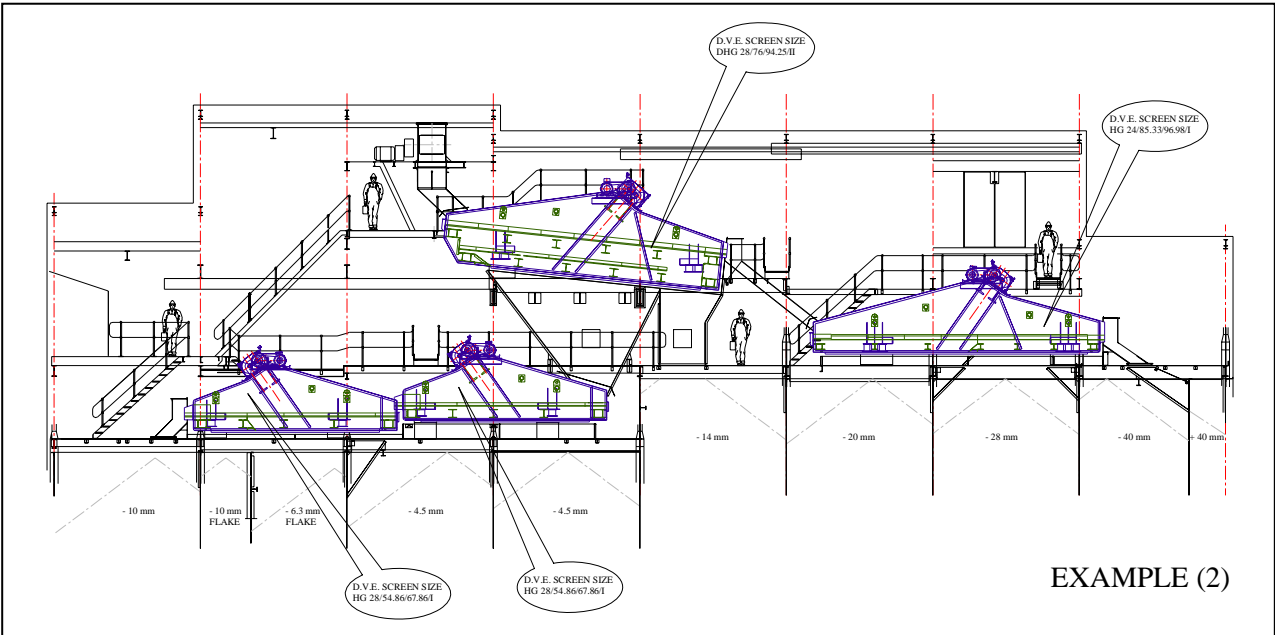 D.V.E. SCREEN SIZE
DHG 28/76/94.25/II
D.V.E. SCREEN SIZE
HG 24/85.33/96.98/I
- 14 mm
- 20 mm
- 28 mm
- 40 mm
+ 40 mm
- 10 mm
- 10 mm
FLAKE
- 6.3 mm
FLAKE
- 4.5 mm
- 4.5 mm
D.V.E. SCREEN SIZE
HG 28/54.86/67.86/I
D.V.E. SCREEN SIZE
HG 28/54.86/67.86/I
EXAMPLE (2)